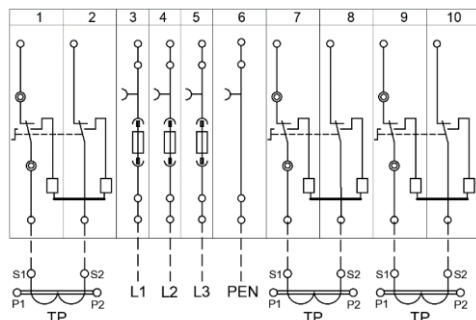 1 2 3 4 5 6 7 8 9 10
S1 S2 S1 S2 S1 S2
L1 L2 L3 PEN
P1 P2 P1 P2 P1 P2
TP TP TP